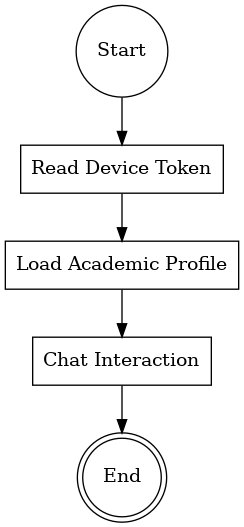 Start
Read Device Token
Load Academic Profile
Chat Interaction
End